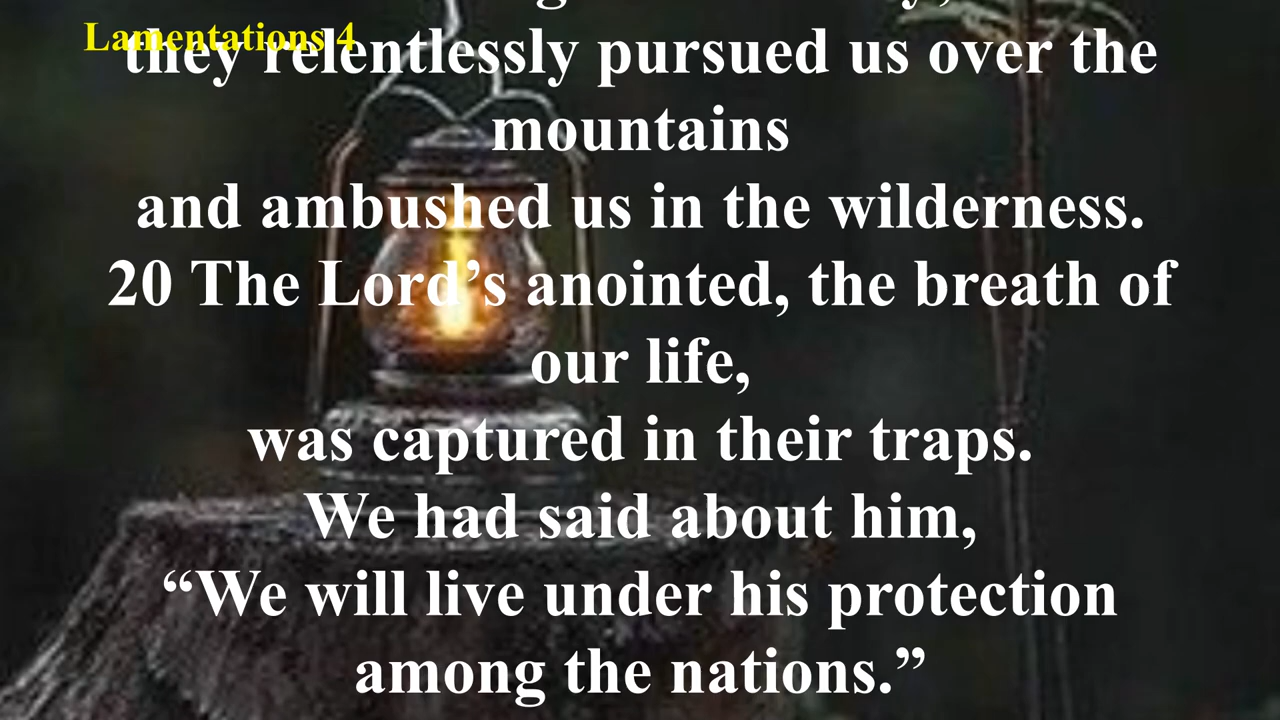 Lamentations 4
they relentlessly pursued us over the
mountains
and ambushed us in the wilderness.
20 The Lord’s anointed, the breath of
our life,
was captured in their traps.
We had said about him,
“We will live under his protection
among the nations.”